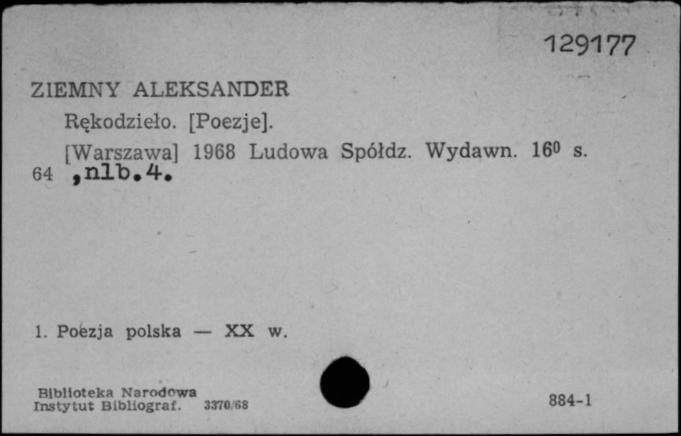 129177
ZIEMNY ALEKSANDER
Rękodzieło. [Poezje].
[Warszawa] 1968 Ludowa Spółdz. Wydawn. 16⁰ s.
64 ,nlb.4.
1. Poezja polska — XX w.
Biblioteka Narodowa
Instytut Bibliograf. 3370/68
884-1